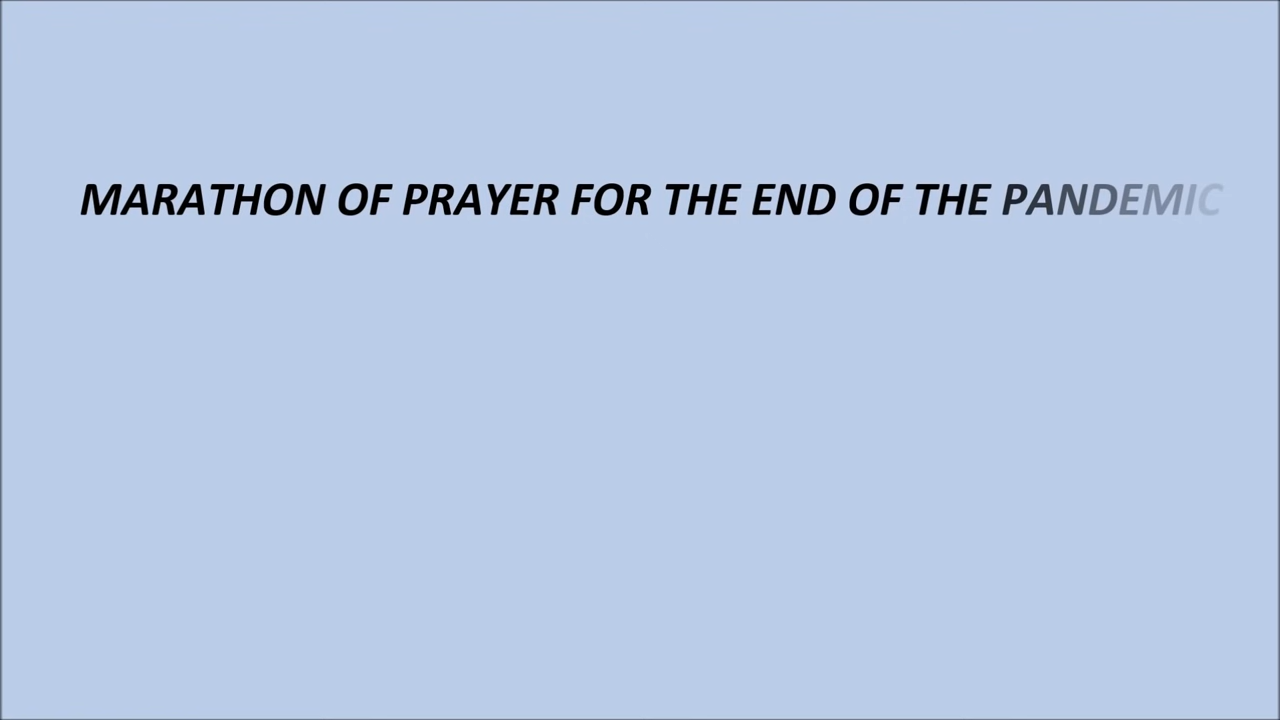 MARATHON OF PRAYER FOR THE END OF THE PANDEMIC